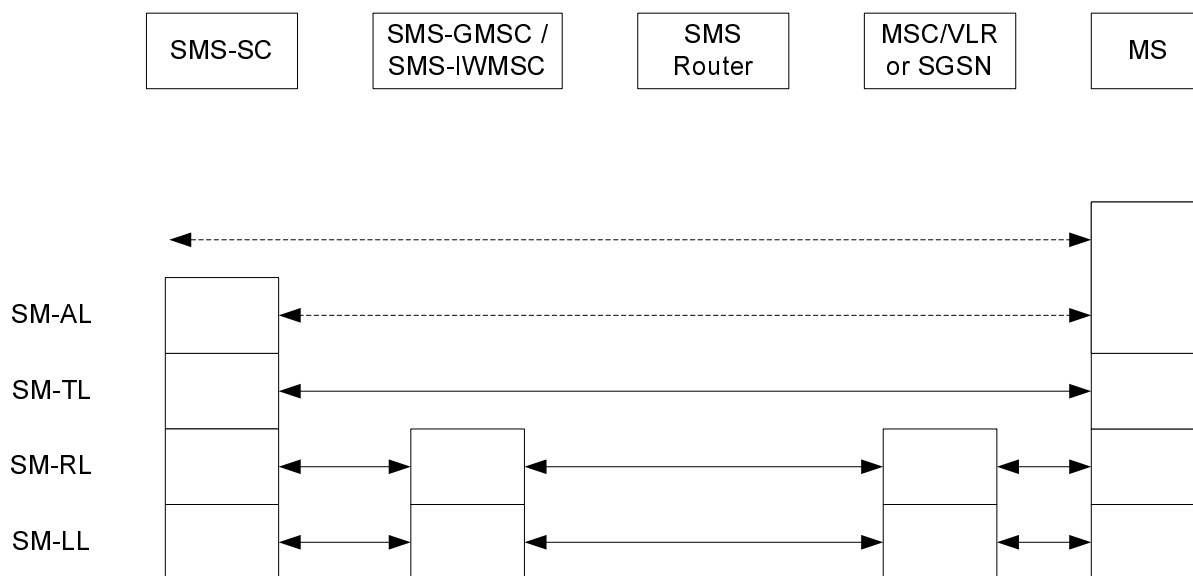 SMS-SC
SMS-GMSC /
SMS-IWMSC
SMS
Router
MSC/VLR
or SGSN
MS
SM-AL
SM-TL
SM-RL
SM-LL